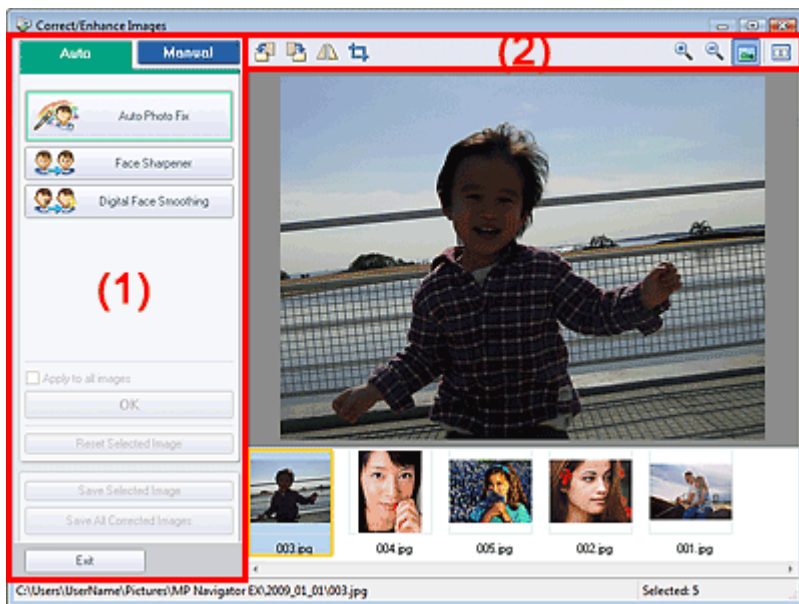 Correct/Enhance Images
Auto Manual
(2)
Auto Photo Fix
Face Sharpener
Digital Face Smoothing
(1)
Apply to all images
OK
Reset Selected Image
Save Selected Image
Save All Corrected Images
Exit
003.jpg 004.jpg 005.jpg 002.jpg 001.jpg
C:\Users\UserName\Pictures\MP Navigator EX\2009_01_01\003.jpg Selected: 5